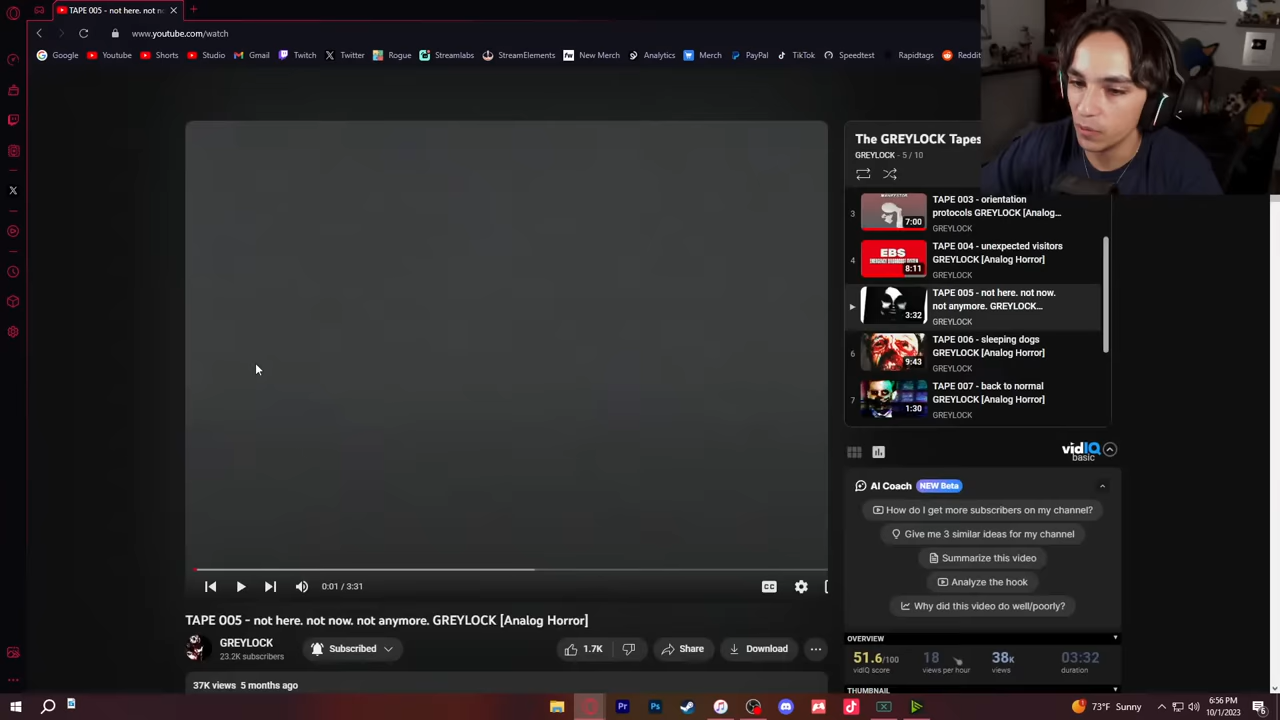 TAPE 005 - not here. not n
www.youtube.com/watch
Google Youtube Shorts Studio Gmail Twitch Twitter Rogue Streamlabs StreamElements New Merch Analytics Merch PayPal TikTok Speedtest Rapidtags Reddit
The GREYLOCK Tapes
GREYLOCK - 5 / 10
3
7:00
TAPE 003 - orientation
protocols GREYLOCK [Analog...
GREYLOCK
4
EBS
8:11
TAPE 004 - unexpected visitors
GREYLOCK [Analog Horror]
GREYLOCK
3:32
TAPE 005 - not here. not now.
not anymore. GREYLOCK...
GREYLOCK
6
9:43
TAPE 006 - sleeping dogs
GREYLOCK [Analog Horror]
GREYLOCK
7
1:30
TAPE 007 - back to normal
GREYLOCK [Analog Horror]
GREYLOCK
vidIQ
basic
AI Coach NEW Beta
How do I get more subscribers on my channel?
Give me 3 similar ideas for my channel
Summarize this video
Analyze the hook
Why did this video do well/poorly?
OVERVIEW
51.6/100 18 38k 03:32
vidIQ score views per hour views duration
THUMBNAIL
0:01 / 3:31
CC
TAPE 005 - not here. not now. not anymore. GREYLOCK [Analog Horror]
GREYLOCK
23.2K subscribers
Subscribed
1.7K
Share
Download
37K views 5 months ago
73°F Sunny
6:56 PM
10/1/2023
6